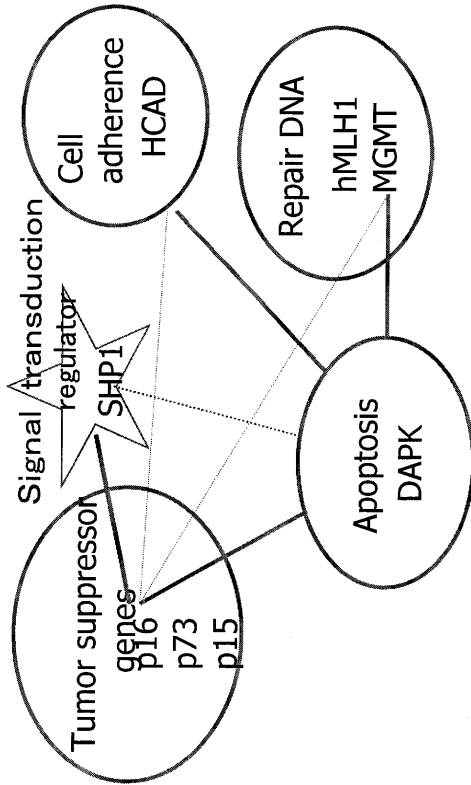 Signal transduction
regulator
SHP1
Tumor suppressor
genes
p16
p73
p15
Cell
adherence
HCAD
Apoptosis
DAPK
Repair DNA
hMLH1
MGMT